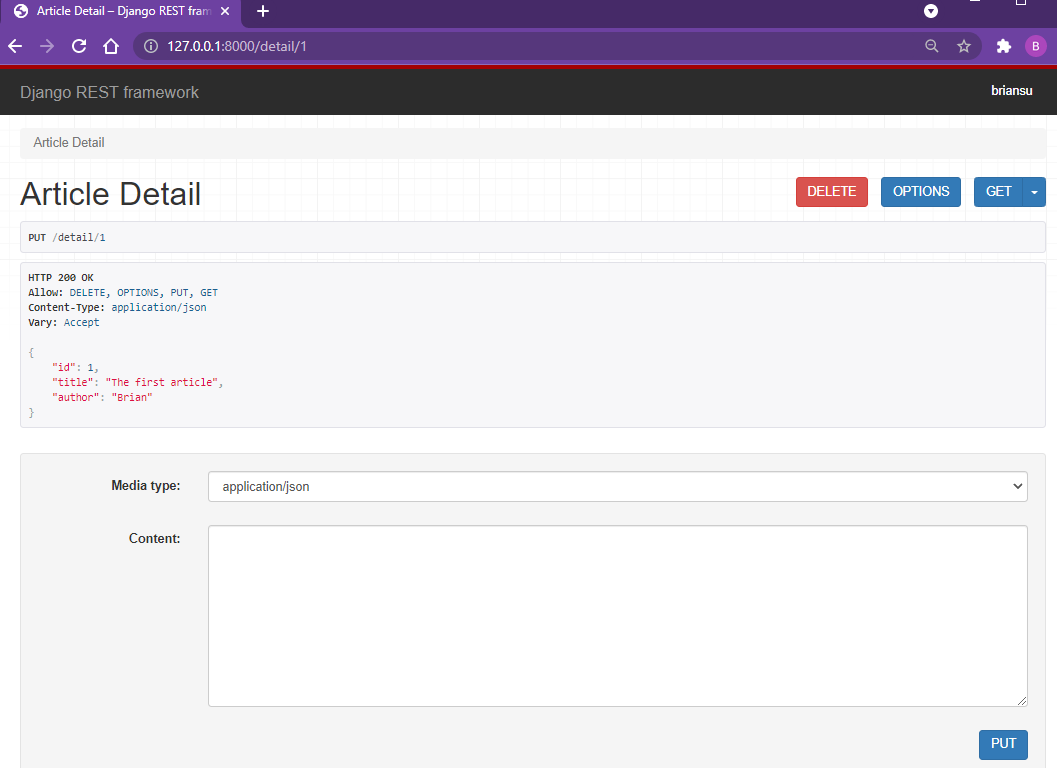 Article Detail – Django REST fram
127.0.0.1:8000/detail/1
B
Django REST framework
briansu
Article Detail
Article Detail
DELETE
OPTIONS
GET
PUT /detail/1
HTTP 200 OK
Allow: DELETE, OPTIONS, PUT, GET
Content-Type: application/json
Vary: Accept
{
"id": 1,
"title": "The first article",
"author": "Brian"
}
Media type:
application/json
Content:
PUT